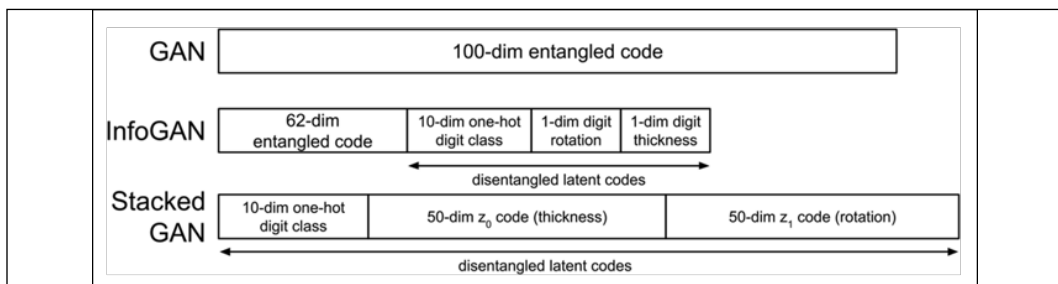 GAN
100-dim entangled code
InfoGAN
62-dim
entangled code
10-dim one-hot
digit class
1-dim digit
rotation
1-dim digit
thickness
disentangled latent codes
Stacked
GAN
10-dim one-hot
digit class
50-dim z₀ code (thickness)
50-dim z₁ code (rotation)
disentangled latent codes